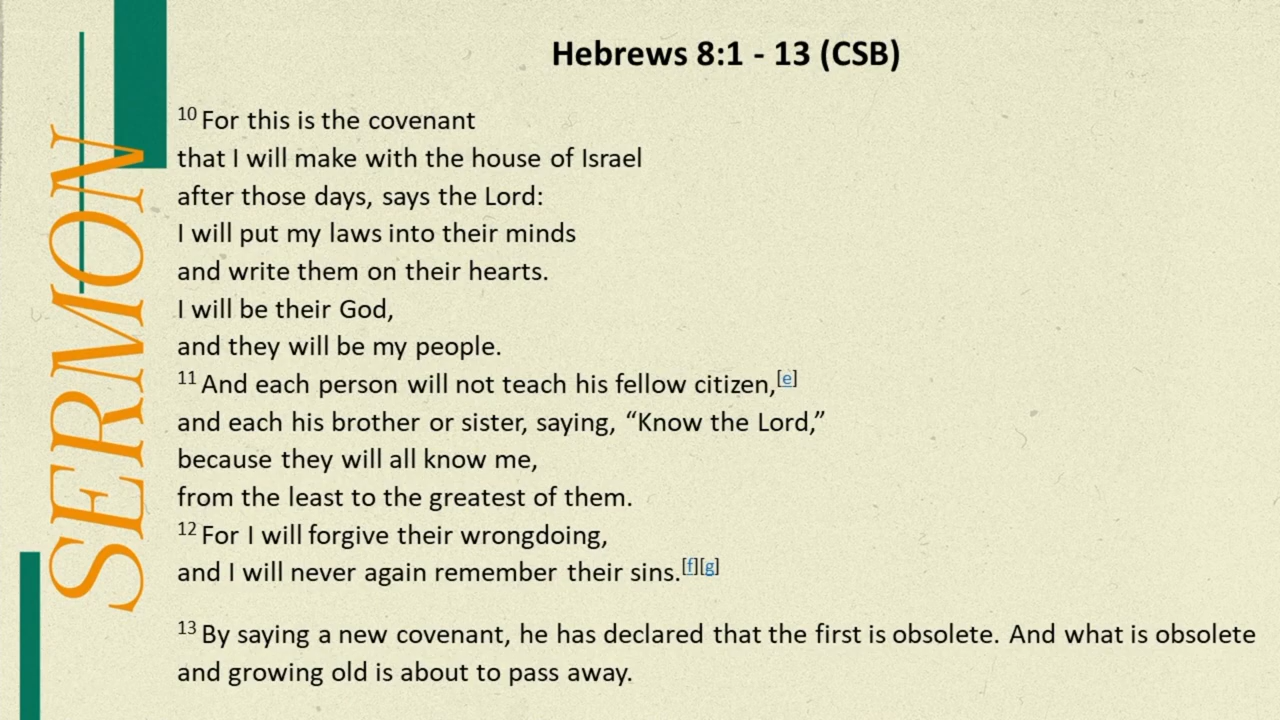 SERMON
Hebrews 8:1 - 13 (CSB)
10 For this is the covenant
that I will make with the house of Israel
after those days, says the Lord:
I will put my laws into their minds
and write them on their hearts.
I will be their God,
and they will be my people.
11 And each person will not teach his fellow citizen,[e]
and each his brother or sister, saying, “Know the Lord,”
because they will all know me,
from the least to the greatest of them.
12 For I will forgive their wrongdoing,
and I will never again remember their sins.[f][g]
13 By saying a new covenant, he has declared that the first is obsolete. And what is obsolete
and growing old is about to pass away.